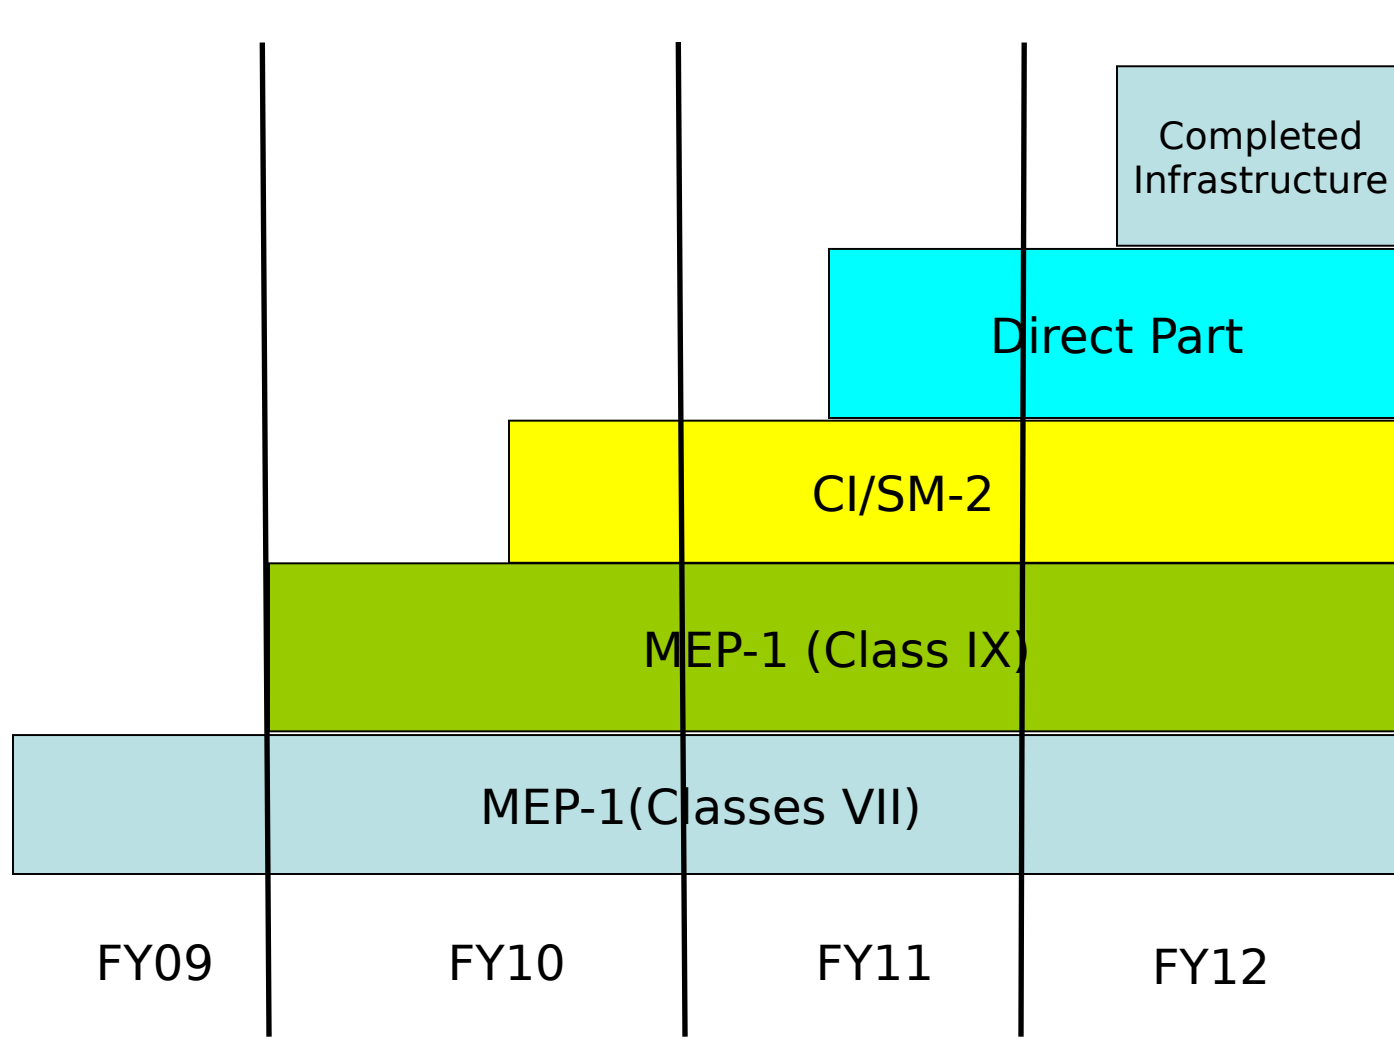 Completed
Infrastructure
Direct Part
CI/SM-2
MEP-1 (Class IX)
MEP-1(Classes VII)
FY09
FY10
FY11
FY12